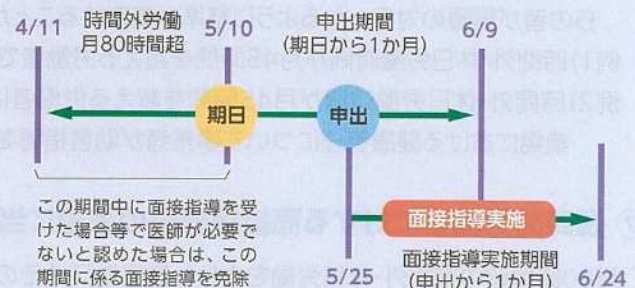 4/11
時間外労働
月80時間超
5/10
申出期間
(期日から1か月)
6/9
期日
申出
この期間中に面接指導を受
けた場合等で医師が必要で
ないと認めた場合は、この
期間に係る面接指導を免除
面接指導実施
5/25
面接指導実施期間
(申出から1か月)
6/24